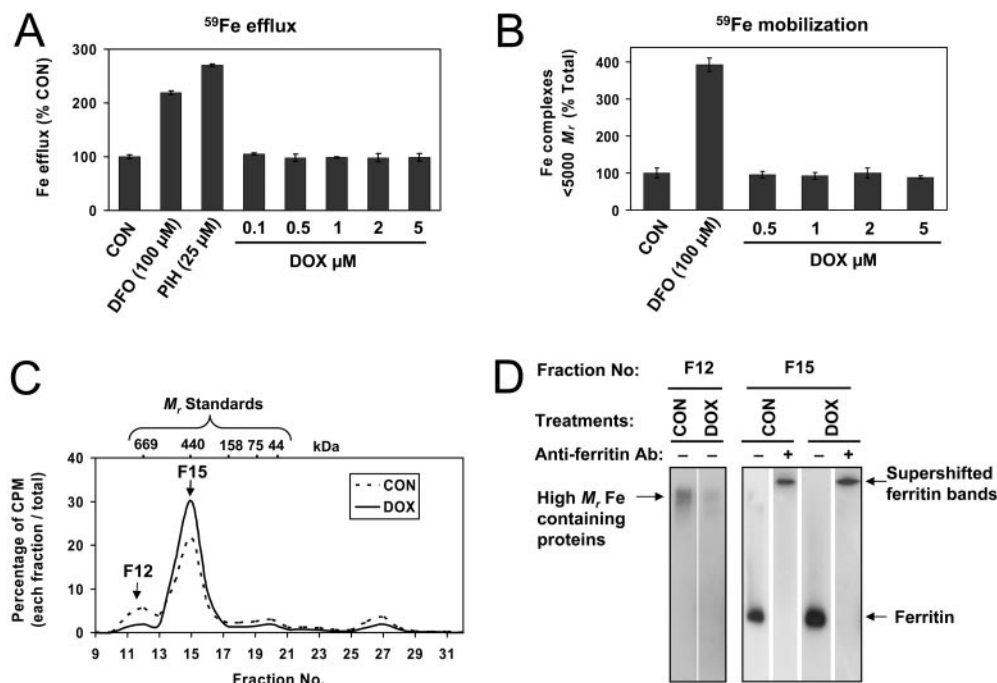 A
⁵⁹Fe efflux
Fe efflux (% CON)
300
200
100
0
CON
DFO (100 µM)
PIH (25 µM)
0.1 0.5 1 2 5
DOX µM
B
⁵⁹Fe mobilization
Fe complexes
<5000 Mr (% Total)
400
300
200
100
0
CON
DFO (100 µM)
0.5 1 2 5
DOX µM
C
Mr Standards
669 440 158 75 44 kDa
Percentage of CPM
(each fraction / total)
40
30
20
10
0
F15
F12
CON
DOX
9 11 13 15 17 19 21 23 25 27 29 31
Fraction No.
D
Fraction No: F12 F15
Treatments: CON DOX CON DOX
Anti-ferritin Ab: – – – + – +
High Mr Fe
containing
proteins
Supershifted
ferritin bands
Ferritin